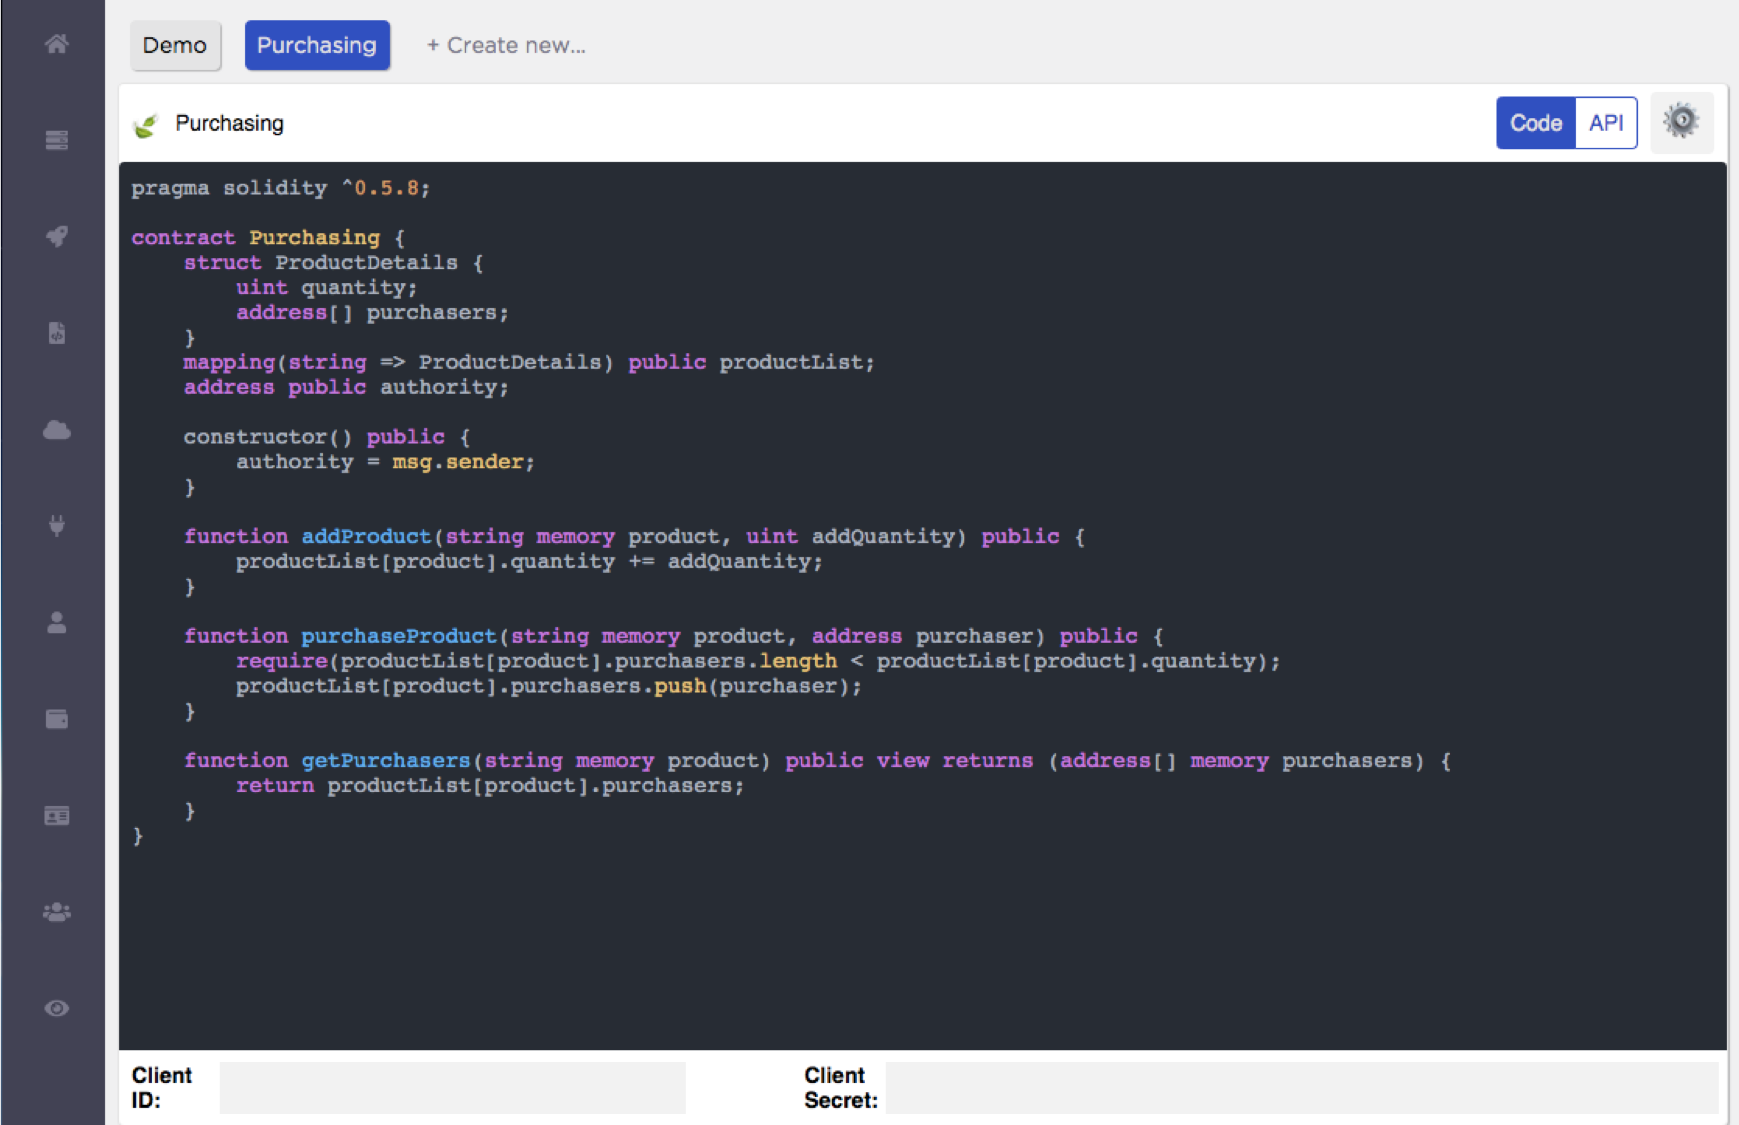 Demo
Purchasing
+ Create new...
Purchasing
Code
API
pragma solidity ^0.5.8;
contract Purchasing {
    struct ProductDetails {
        uint quantity;
        address[] purchasers;
    }
    mapping(string => ProductDetails) public productList;
    address public authority;
    constructor() public {
        authority = msg.sender;
    }
    function addProduct(string memory product, uint addQuantity) public {
        productList[product].quantity += addQuantity;
    }
    function purchaseProduct(string memory product, address purchaser) public {
        require(productList[product].purchasers.length < productList[product].quantity);
        productList[product].purchasers.push(purchaser);
    }
    function getPurchasers(string memory product) public view returns (address[] memory purchasers) {
        return productList[product].purchasers;
    }
}
Client
ID:
Client
Secret: